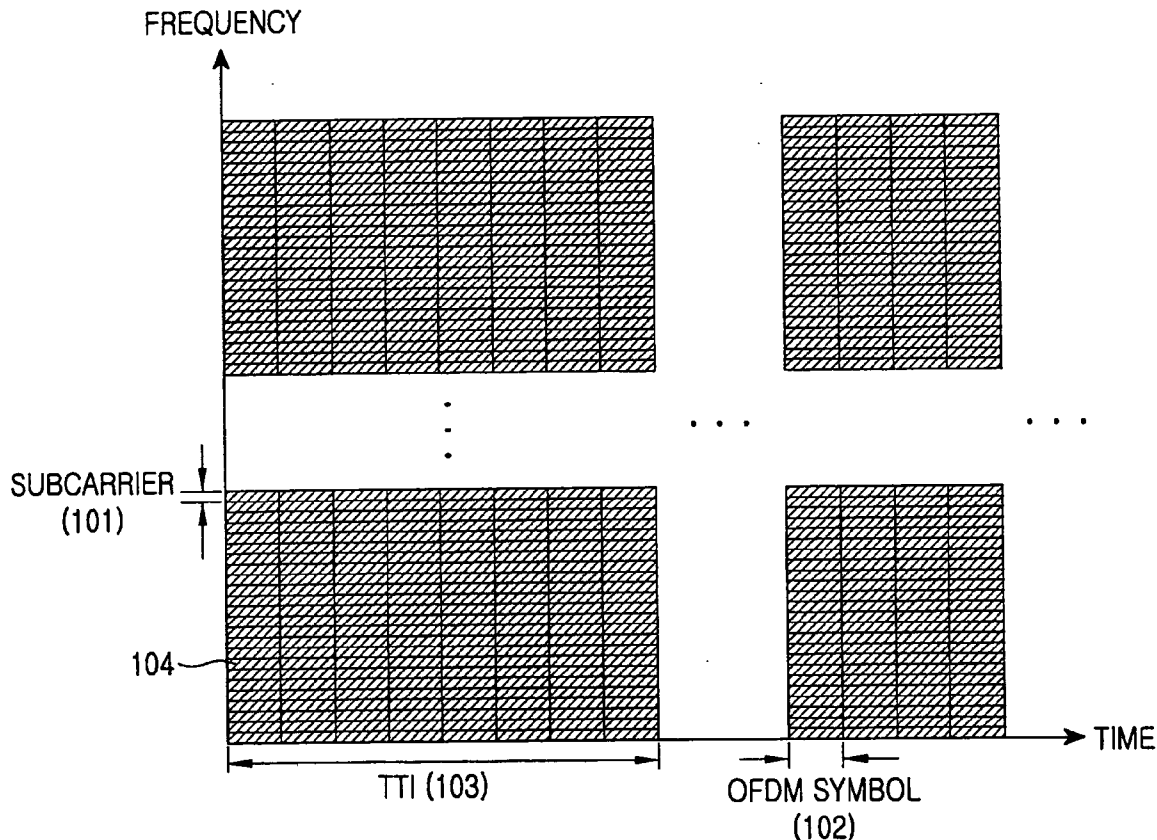 FREQUENCY
SUBCARRIER
(101)
104
TIME
TTI (103)
OFDM SYMBOL
(102)